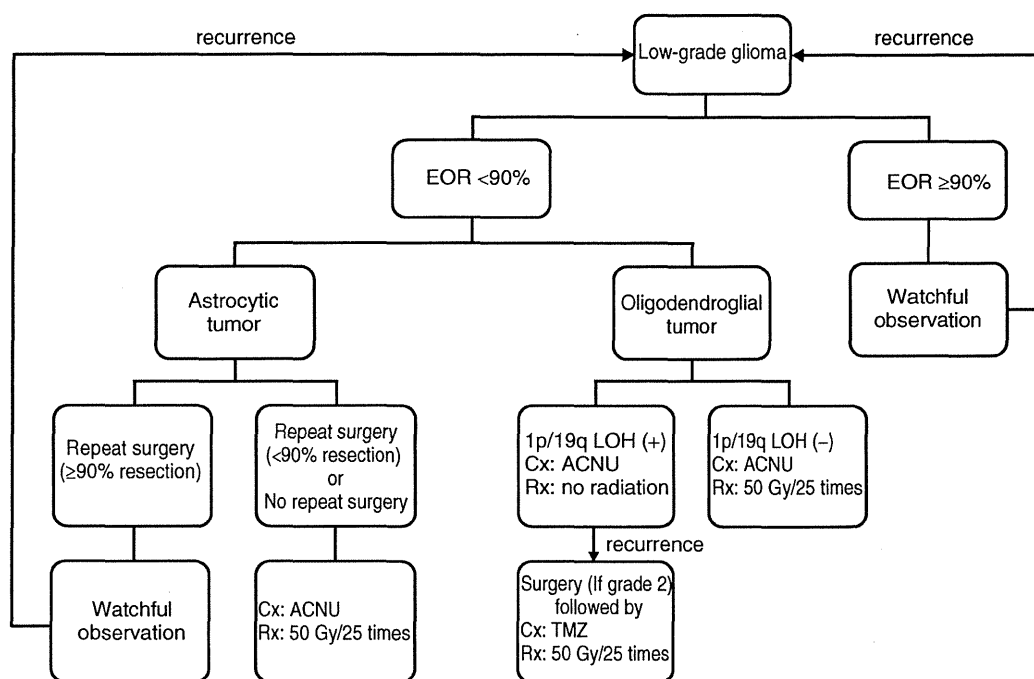 recurrence
recurrence
Low-grade glioma
EOR <90%
EOR ≥90%
Astrocytic
tumor
Oligodendroglial
tumor
Watchful
observation
Repeat surgery
(≥90% resection)
Repeat surgery
(<90% resection)
or
No repeat surgery
1p/19q LOH (+)
Cx: ACNU
Rx: no radiation
1p/19q LOH (−)
Cx: ACNU
Rx: 50 Gy/25 times
recurrence
Watchful
observation
Cx: ACNU
Rx: 50 Gy/25 times
Surgery (If grade 2)
followed by
Cx: TMZ
Rx: 50 Gy/25 times